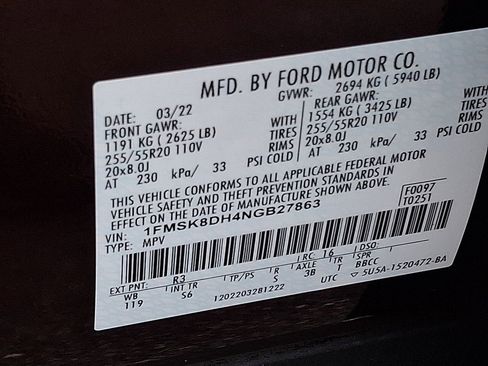 MFD. BY FORD MOTOR CO.
DATE: 03/22 GVWR: 2694 KG ( 5940 LB)
FRONT GAWR: REAR GAWR:
1191 KG ( 2625 LB) WITH 1554 KG ( 3425 LB) WITH
255/55R20 110V TIRES 255/55R20 110V TIRES
20x8.0J RIMS 20x8.0J RIMS
AT 230 kPa/ 33 PSI COLD AT 230 kPa/ 33 PSI COLD
THIS VEHICLE CONFORMS TO ALL APPLICABLE FEDERAL MOTOR
VEHICLE SAFETY AND THEFT PREVENTION STANDARDS IN
EFFECT ON THE DATE OF MANUFACTURE SHOWN ABOVE.
VIN: 1FMSK8DH4NGB27863 F0097
TYPE: MPV T0251
EXT PNT: R3 RC: 16 DSO:
WB INT TR TP/PS R AXLE TR SPR
119 56 S 3B T BBCC
1202203281222 UTC ▽ 5U5A-1520472-BA